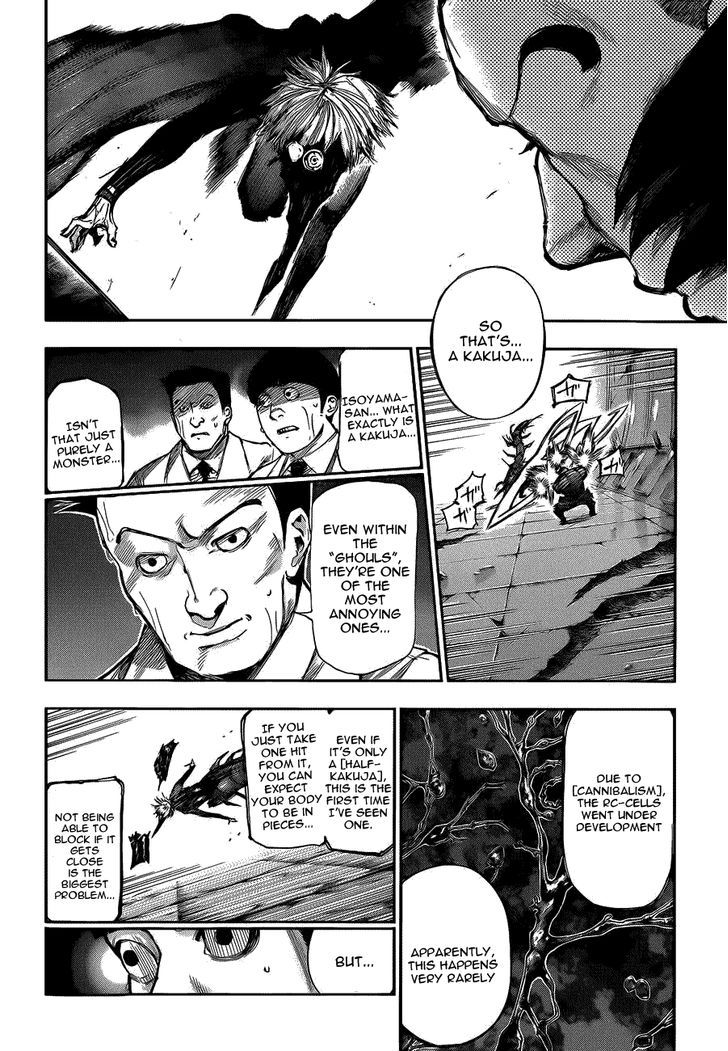 SO
THAT'S...
A KAKUJA...
ガ
ガ
ガ
ガ
ISOYAMA-
SAN... WHAT
EXACTLY IS
A KAKUJA...
ISN'T
THAT JUST
PURELY A
MONSTER...
EVEN WITHIN
THE
"GHOULS",
THEY'RE ONE
OF THE
MOST
ANNOYING
ONES...
DUE TO
[CANNIBALISM],
THE RC-CELLS
WENT UNDER
DEVELOPMENT
APPARENTLY,
THIS HAPPENS
VERY RARELY
EVEN IF
IT'S ONLY
A [HALF-
KAKUJA],
THIS IS THE
FIRST TIME
I'VE SEEN
ONE.
IF YOU
JUST TAKE
ONE HIT
FROM IT,
YOU CAN
EXPECT
YOUR BODY
TO BE IN
PIECES...
NOT BEING
ABLE TO
BLOCK IF IT
GETS
CLOSE
IS THE
BIGGEST
PROBLEM...
BUT...